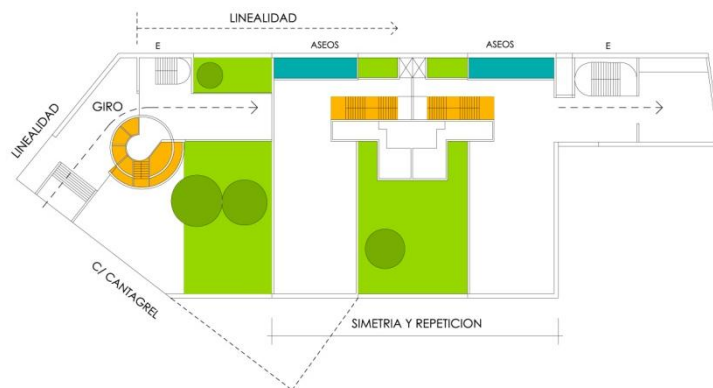 LINEALIDAD
E
ASEOS
ASEOS
E
LINEALIDAD
GIRO
C/ CANTAGREL
SIMETRIA Y REPETICION